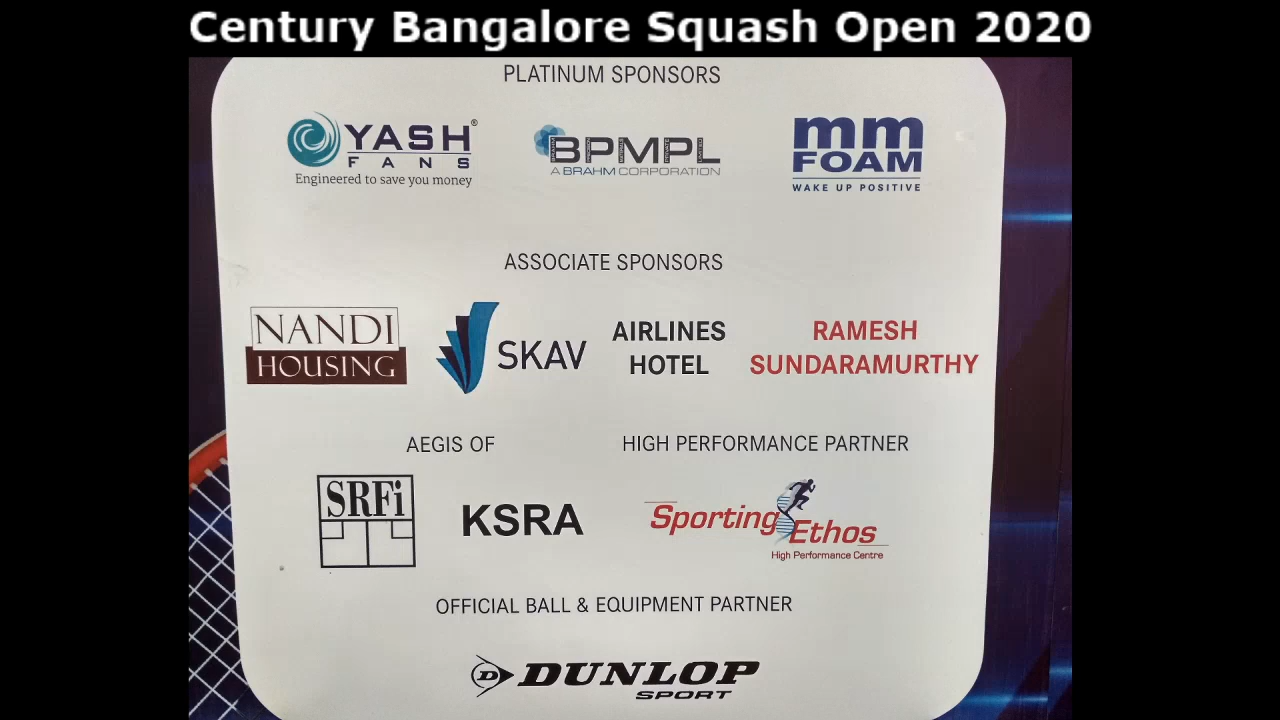 Century Bangalore Squash Open 2020
PLATINUM SPONSORS
YASH®
FANS
Engineered to save you money
BPMPL
A BRAHM CORPORATION
mm
FOAM
WAKE UP POSITIVE
ASSOCIATE SPONSORS
NANDI
HOUSING
SKAV
AIRLINES
HOTEL
RAMESH
SUNDARAMURTHY
AEGIS OF
HIGH PERFORMANCE PARTNER
SRFi
KSRA
Sporting
Ethos
High Performance Centre
OFFICIAL BALL & EQUIPMENT PARTNER
D DUNLOP
SPORT